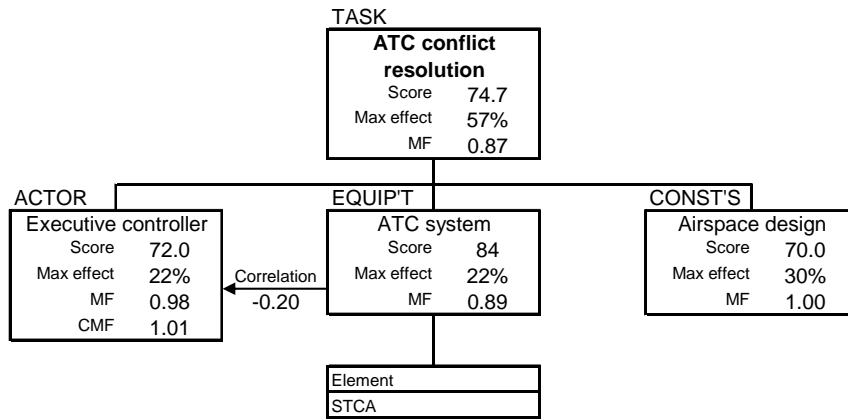 TASK
ATC conflict
resolution
Score 74.7
Max effect 57%
MF 0.87
ACTOR
Executive controller
Score 72.0
Max effect 22%
MF 0.98
CMF 1.01
Correlation
-0.20
EQUIP'T
ATC system
Score 84
Max effect 22%
MF 0.89
CONST'S
Airspace design
Score 70.0
Max effect 30%
MF 1.00
Element
STCA